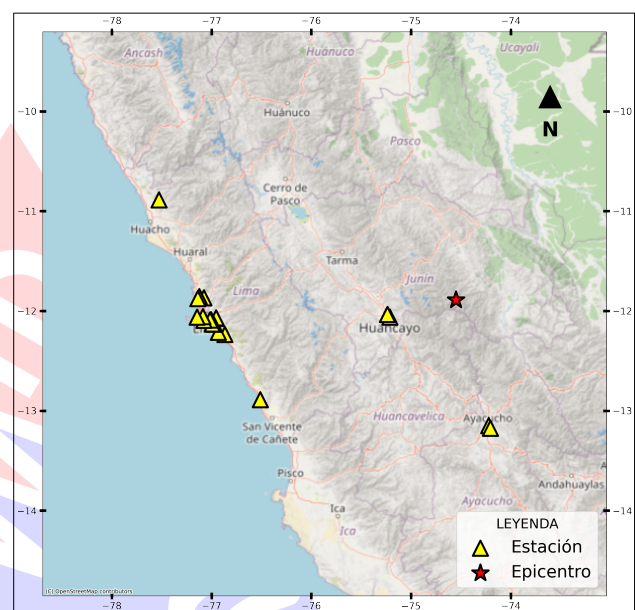 −78 −77 −76 −75 −74
Ancash
Huánuco
Ucayali
−10 −10
Huánuco
N
Pasco
Cerro de
Pasco
−11 −11
Huacho
Huaral
Tarma
Junín
Lima
−12 −12
Huancayo
−13 −13
Huancavelica
Ayacucho
San Vicente
de Cañete
Pisco
Andahuaylas
−14 −14
Ica
Ayacucho
Ica
LEYENDA
Estación
Epicentro
(C) OpenStreetMap contributors
−78 −77 −76 −75 −74